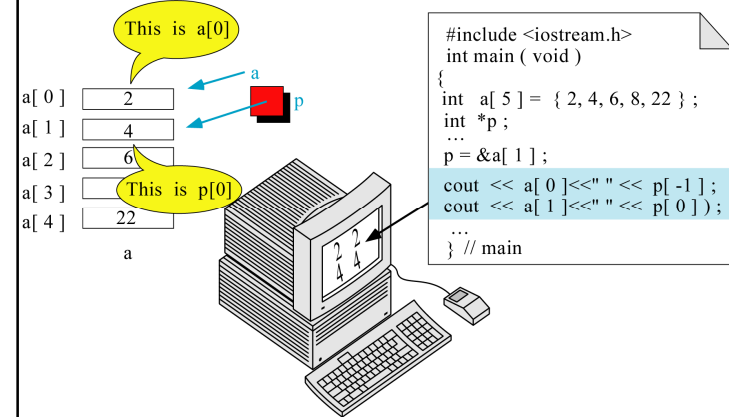 This is a[0]
a
p
a[ 0 ] 2
a[ 1 ] 4
a[ 2 ] 6
a[ 3 ]
This is p[0]
a[ 4 ] 22
a
2 2
4 4
#include <iostream.h>
int main ( void )
{
int a[ 5 ] = { 2, 4, 6, 8, 22 } ;
int *p ;
…
p = &a[ 1 ] ;
cout << a[ 0 ]<<" " << p[ -1 ] ;
cout << a[ 1 ]<<" " << p[ 0 ] ) ;
…
} // main